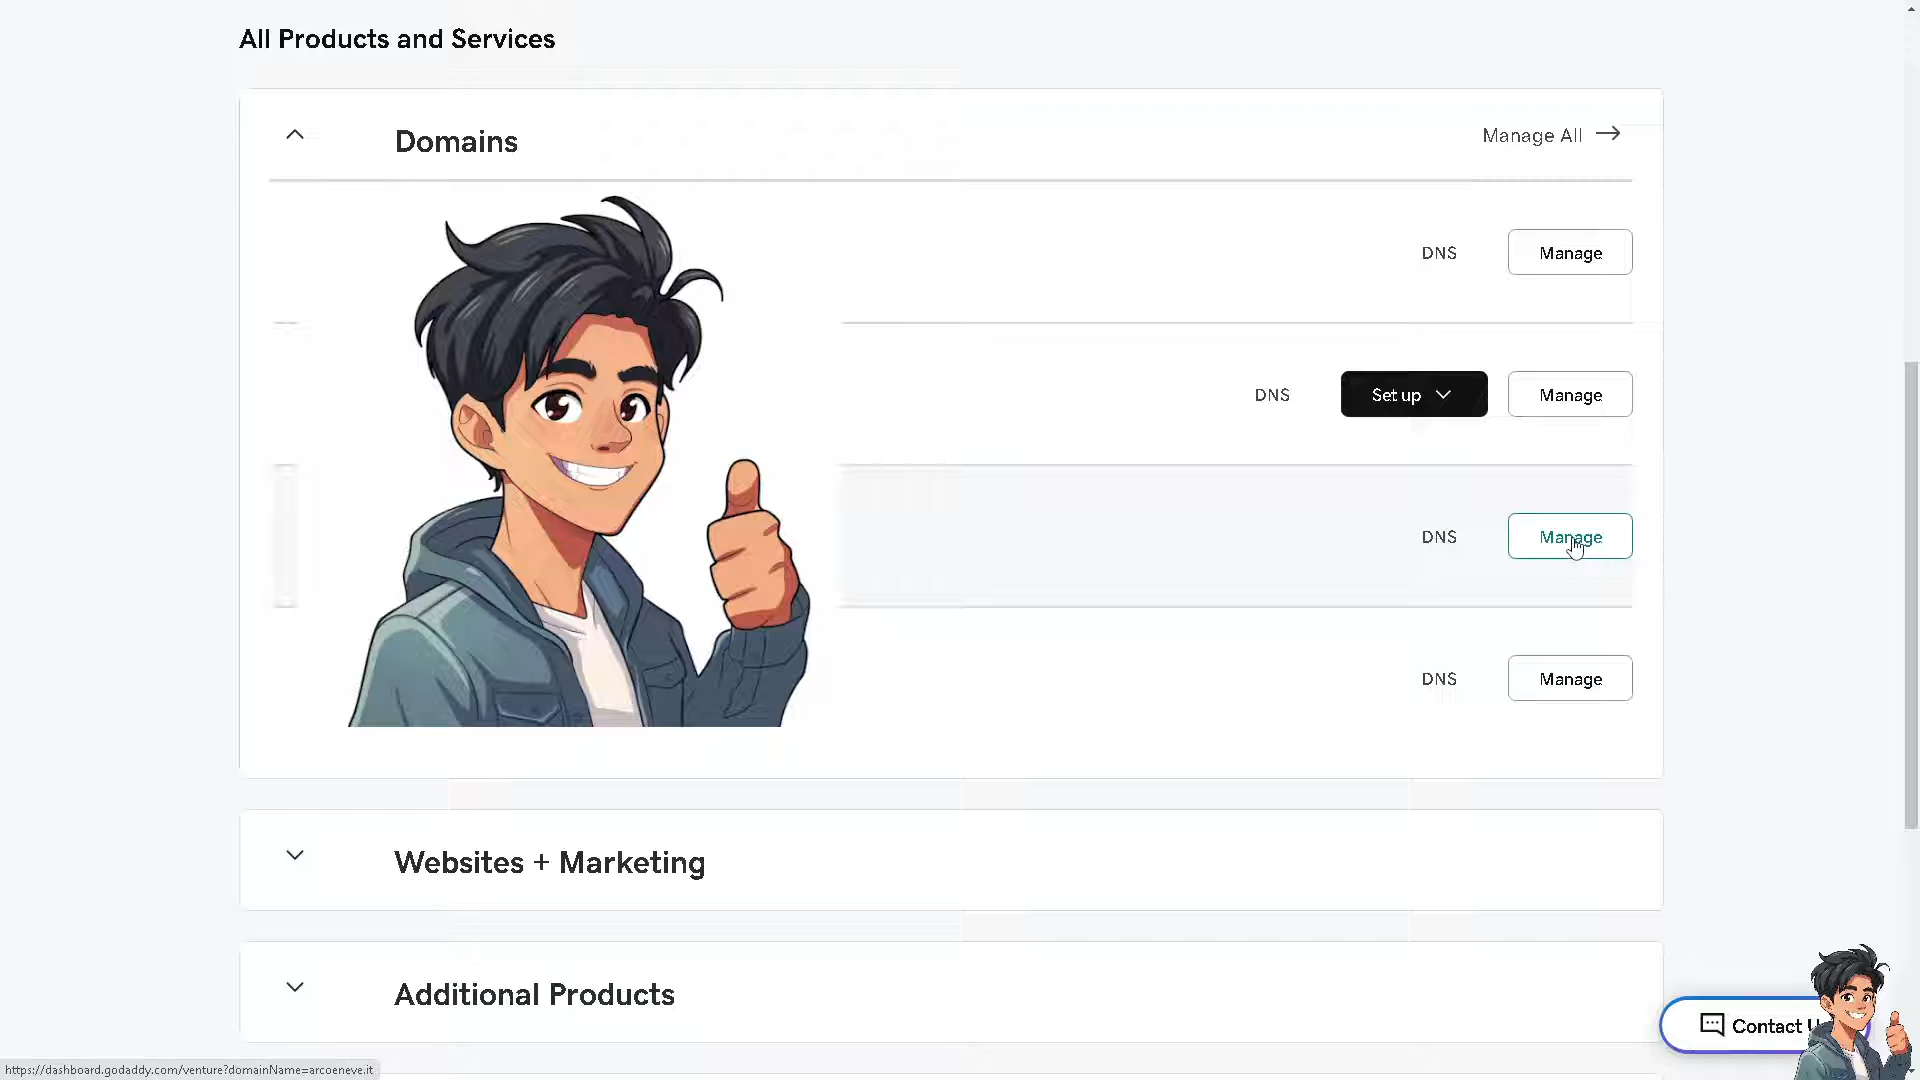 All Products and Services
Domains
Manage All
DNS
Manage
DNS
Set up
Manage
DNS
Manage
DNS
Manage
Websites + Marketing
Additional Products
Contact
https://dashboard.godaddy.com/venture?domainName=arcoeneve.it